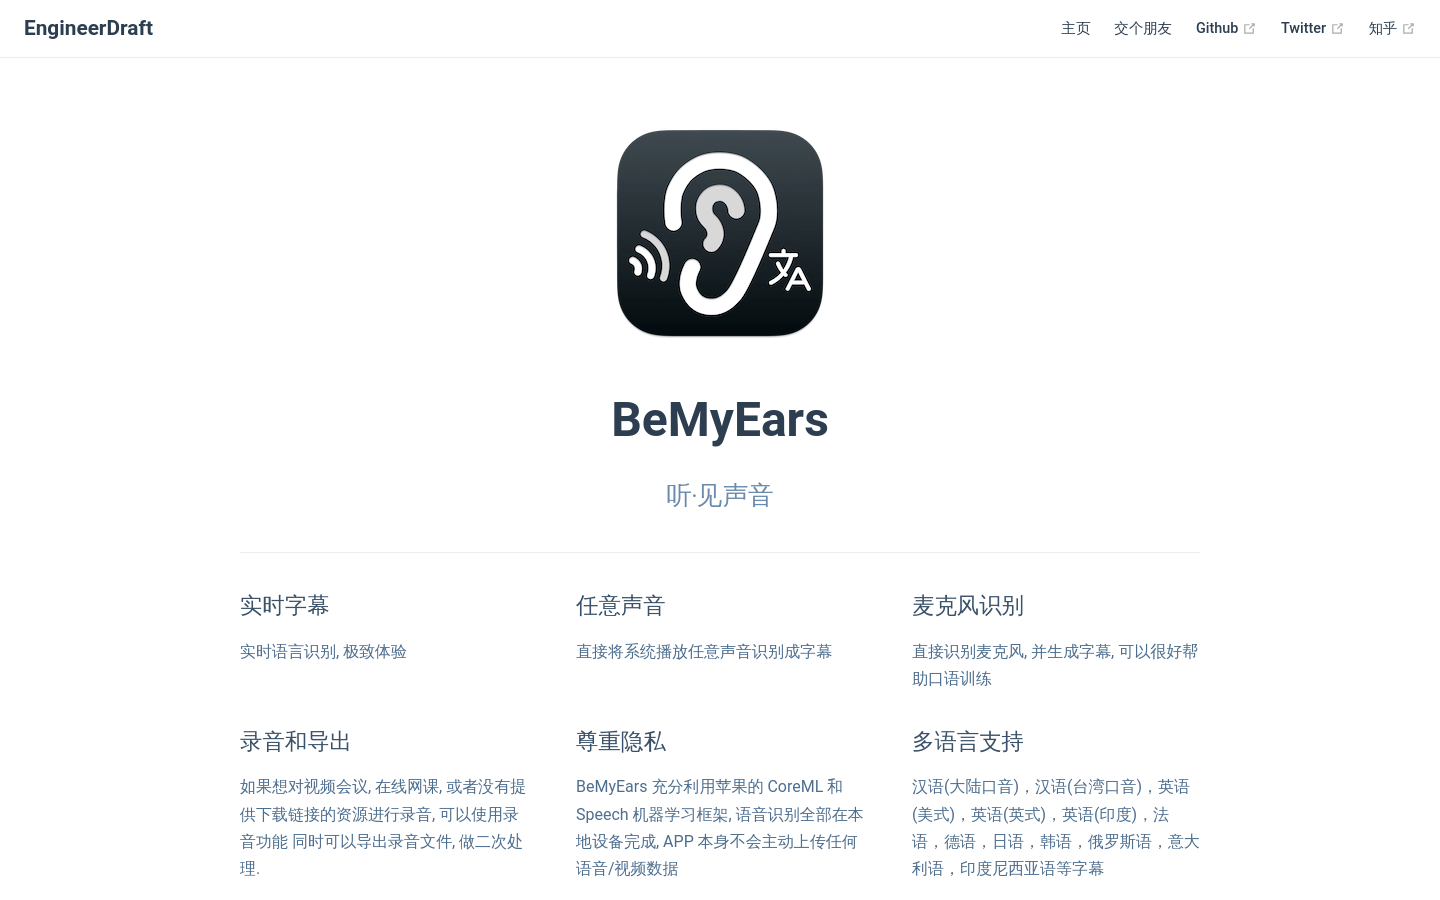 EngineerDraft
主页
交个朋友
Github
Twitter
知乎
文A
BeMyEars
听·见声音
实时字幕
实时语言识别, 极致体验
任意声音
直接将系统播放任意声音识别成字幕
麦克风识别
直接识别麦克风, 并生成字幕, 可以很好帮
助口语训练
录音和导出
如果想对视频会议, 在线网课, 或者没有提
供下载链接的资源进行录音, 可以使用录
音功能 同时可以导出录音文件, 做二次处
理.
尊重隐私
BeMyEars 充分利用苹果的 CoreML 和
Speech 机器学习框架, 语音识别全部在本
地设备完成, APP 本身不会主动上传任何
语音/视频数据
多语言支持
汉语(大陆口音)，汉语(台湾口音)，英语
(美式)，英语(英式)，英语(印度)，法
语，德语，日语，韩语，俄罗斯语，意大
利语，印度尼西亚语等字幕